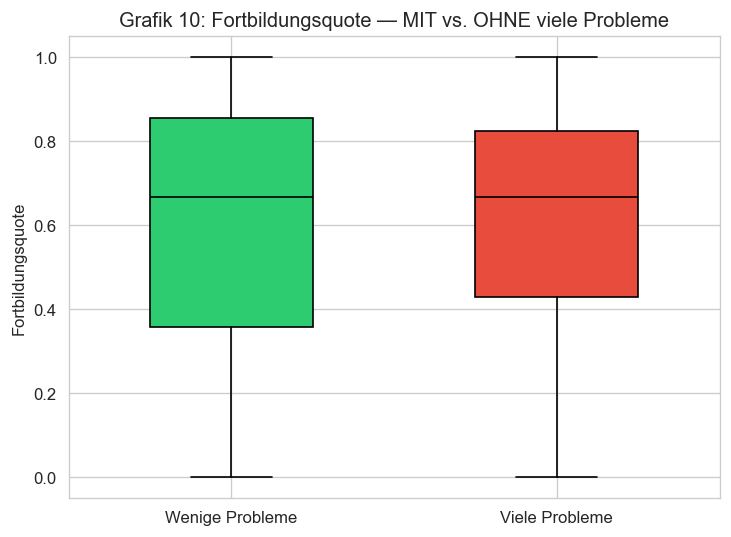 Grafik 10: Fortbildungsquote — MIT vs. OHNE viele Probleme
Fortbildungsquote
1.0
0.8
0.6
0.4
0.2
0.0
Wenige Probleme
Viele Probleme